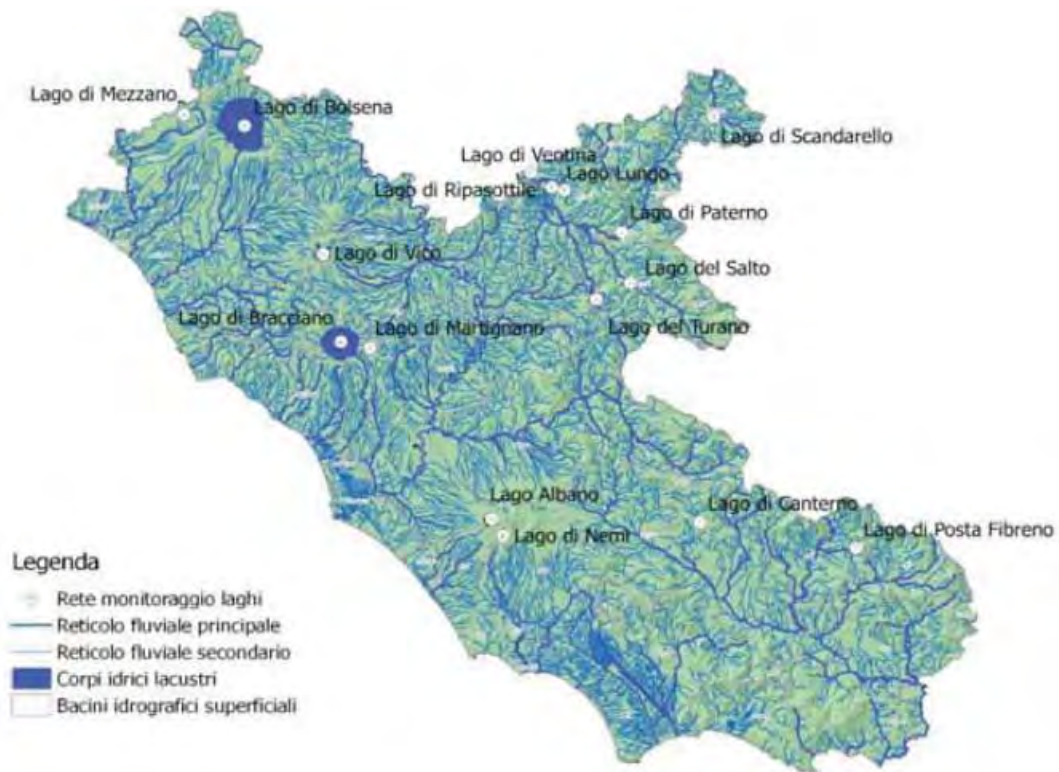 Lago di Mezzano
Lago di Bolsena
Lago di Scandarello
Lago di Ventina
Lago Lungo
Lago di Ripasottile
Lago di Paterno
Lago di Vico
Lago del Salto
Lago di Bracciano
Lago di Martignano
Lago del Turano
Lago Albano
Lago di Canterno
Lago di Nemi
Lago di Posta Fibreno
Legenda
Rete monitoraggio laghi
Reticolo fluviale principale
Reticolo fluviale secondario
Corpi idrici lacustri
Bacini idrografici superficiali